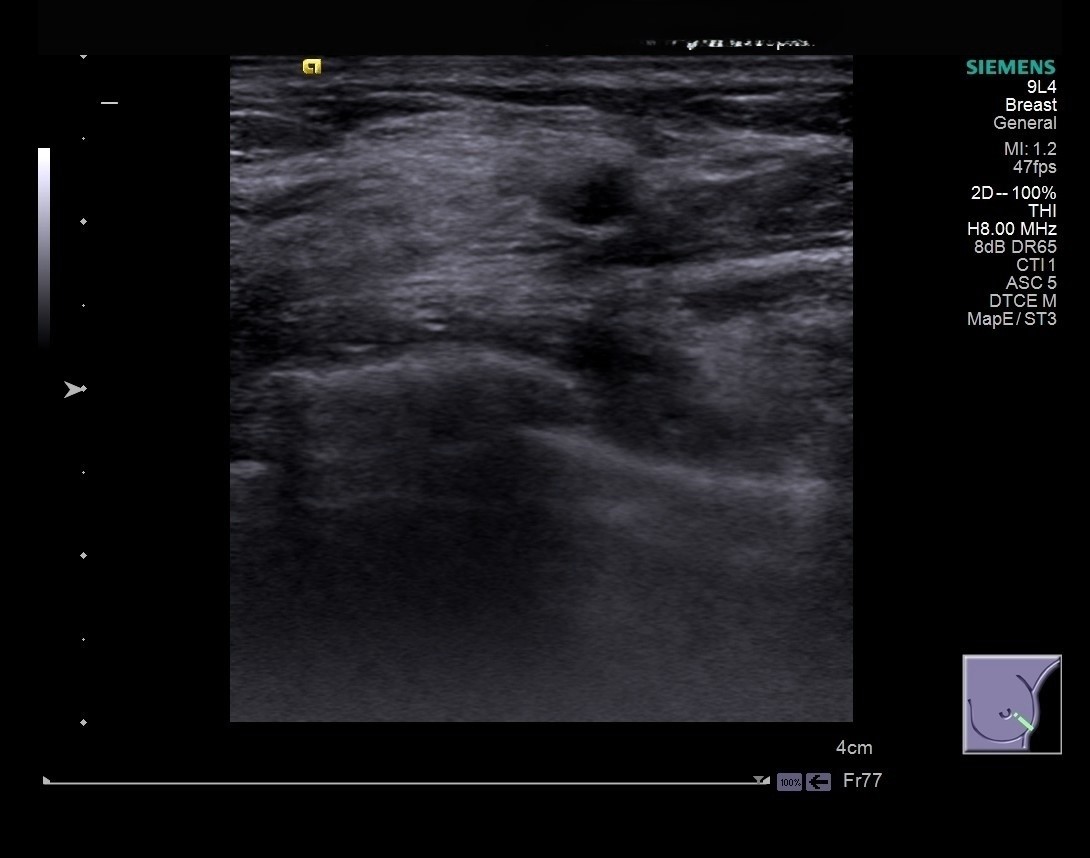 SIEMENS
9L4
Breast
General
MI: 1.2
47fps
2D--100%
THI
H8.00 MHz
8dB DR65
CTI 1
ASC 5
DTCE M
MapE / ST3
4cm
100%
Fr77